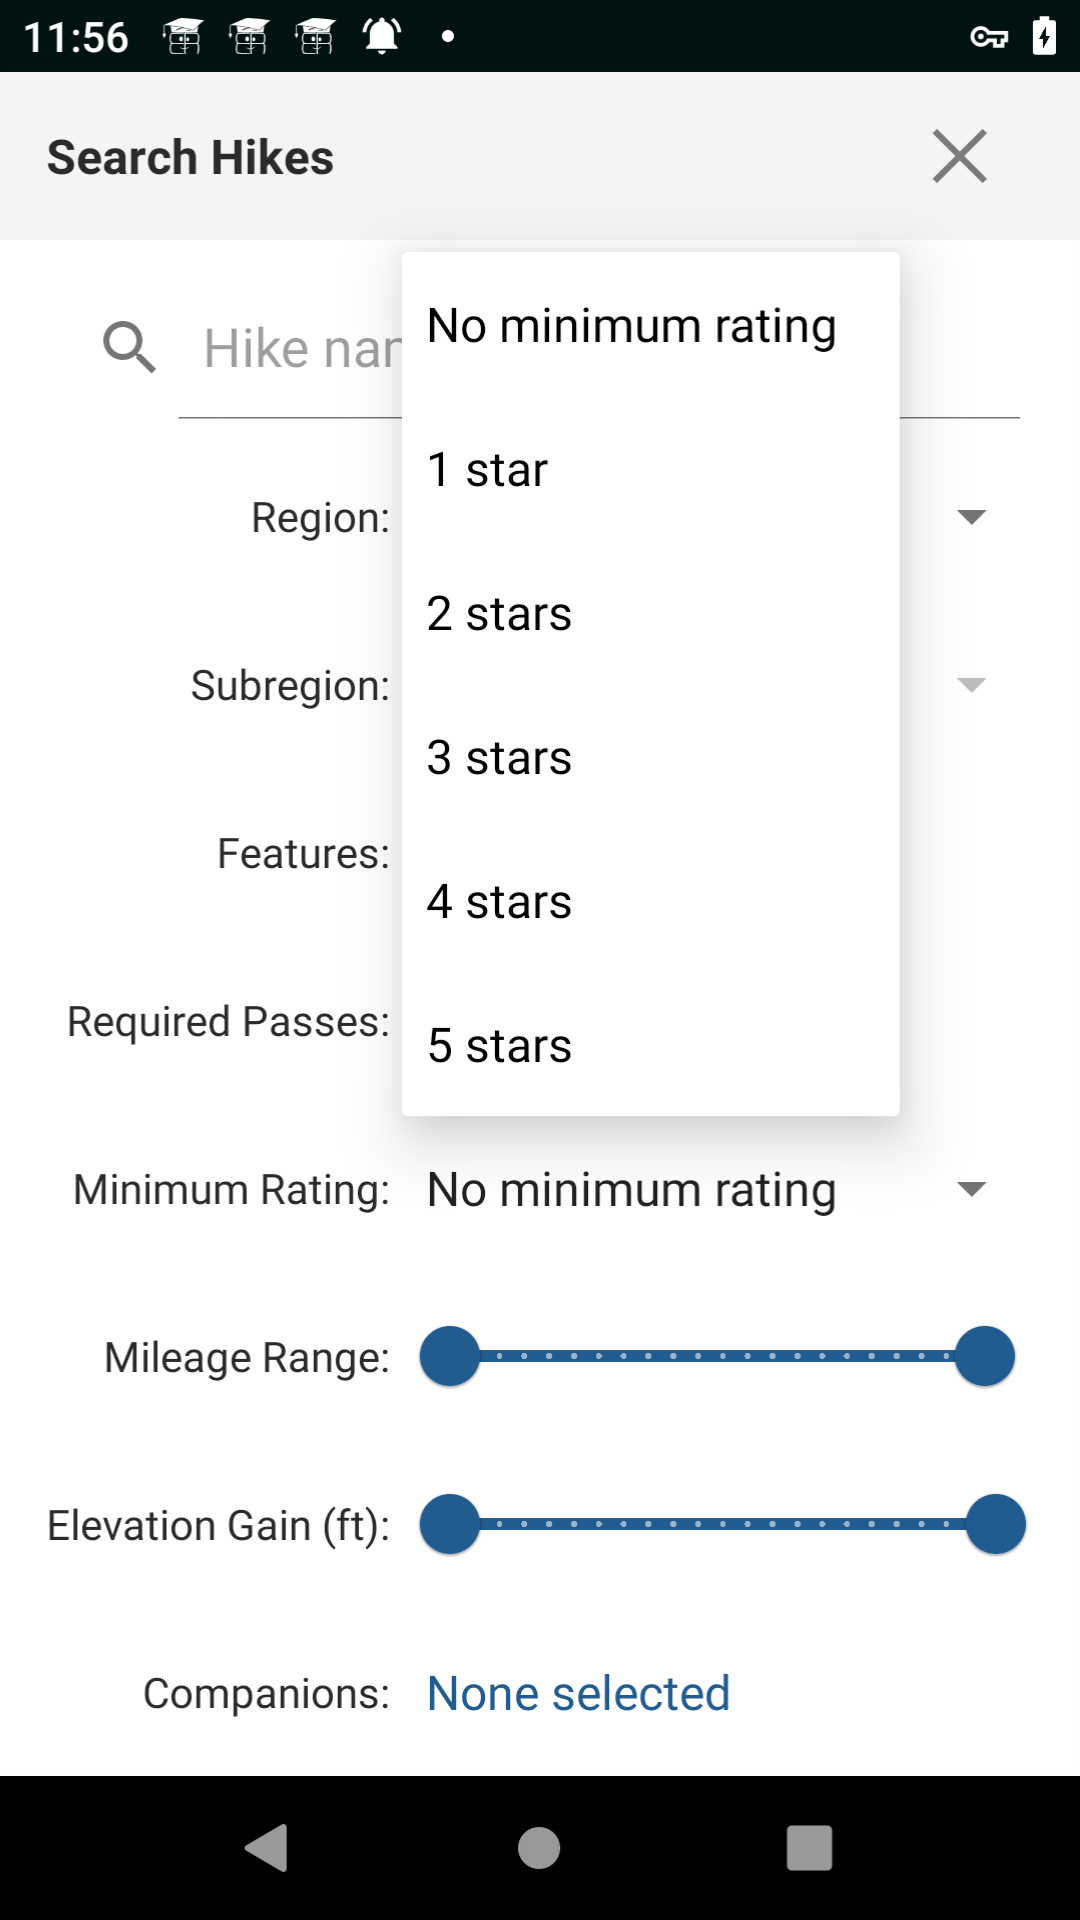 11:56
Search Hikes
Hike nar
No minimum rating
1 star
2 stars
3 stars
4 stars
5 stars
Region:
Subregion:
Features:
Required Passes:
Minimum Rating: No minimum rating
Mileage Range:
Elevation Gain (ft):
Companions: None selected